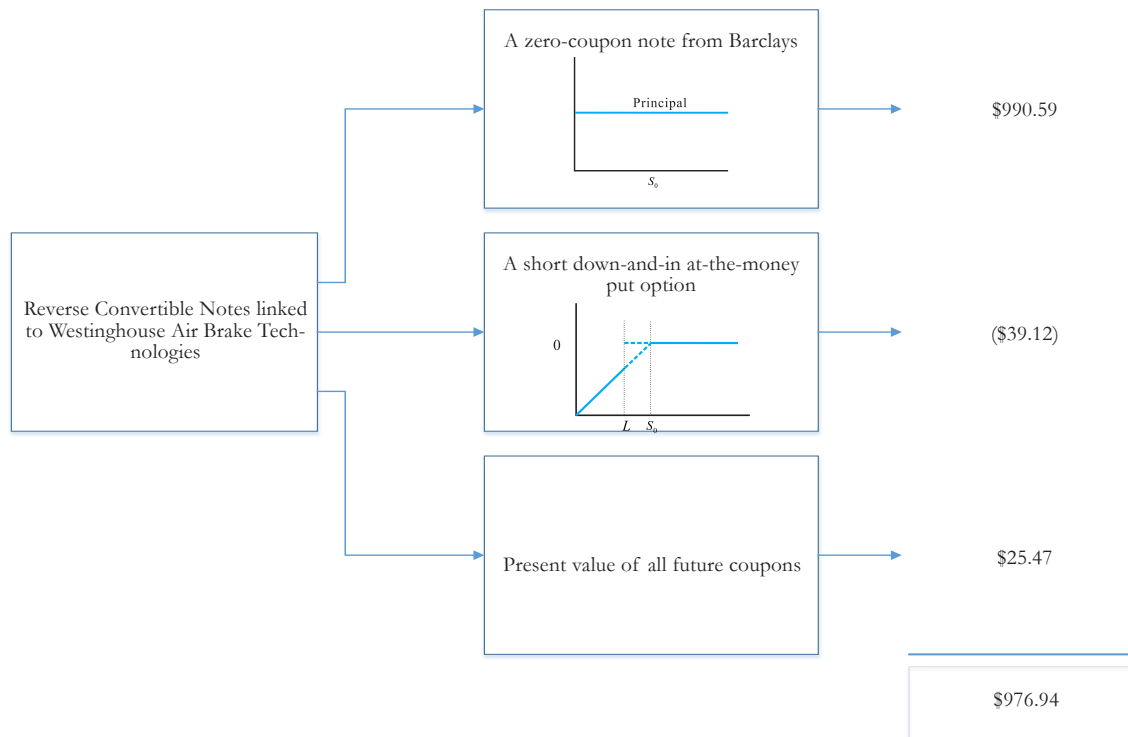 A zero-coupon note from Barclays
Principal
S₀
$990.59
Reverse Convertible Notes linked
to Westinghouse Air Brake Tech-
nologies
A short down-and-in at-the-money
put option
0
L S₀
($39.12)
Present value of all future coupons
$25.47
$976.94